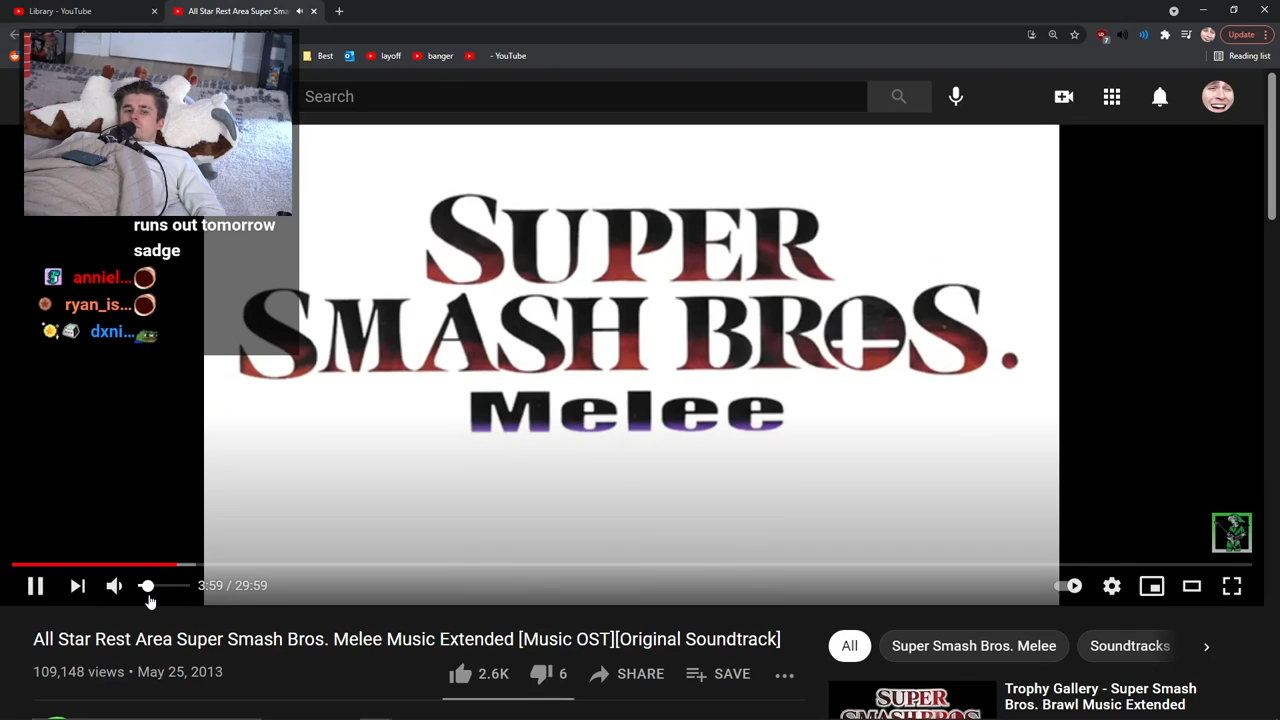 Library - YouTube
All Star Rest Area Super Sma
Best
layoff
banger
- YouTube
Update
Reading list
Search
runs out tomorrow
sadge
anniel...
ryan_is...
dxni...
SUPER
SMASH BROS.
Melee
3:59 / 29:59
All Star Rest Area Super Smash Bros. Melee Music Extended [Music OST][Original Soundtrack]
109,148 views • May 25, 2013
2.6K
6
SHARE
SAVE
All
Super Smash Bros. Melee
Soundtracks
SUPER
Trophy Gallery - Super Smash
Bros. Brawl Music Extended